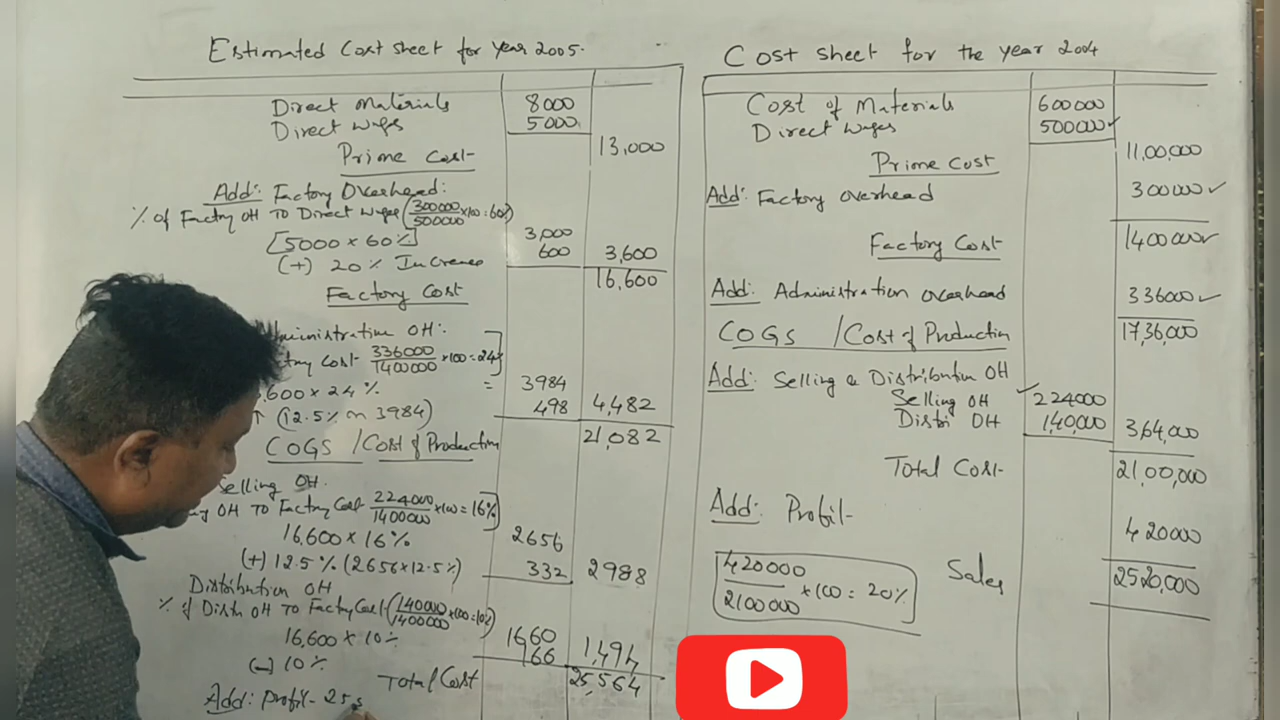 Estimated Cost sheet for year 2005.
Direct Materials 8000
Direct Wages 5000
13,000
Prime Cost
Add: Factory Overhead:
% of Factory OH To Direct Wages (300000/500000 ×100 = 60%)
[5000 × 60%] 3,000
(+) 20% Increase 600 3,600
16,600
Factory Cost
Administration OH:
Cost 336000/1400000 ×100 = 24%
,600 × 24% = 3984
(12.5% on 3984) 498 4,482
COGS / Cost of Production 21,082
Selling OH.
OH To Factory Cost 224000/1400000 ×100 = 16%
16,600 × 16% 2656
(+) 12.5% (2656 × 12.5%) 332 2988
Distribution OH
% of Distn OH To Factory Cost (140000/1400000 ×100 = 10%)
16,600 × 10% 1660
(-) 10% 166 1,494
Total Cost 25,564
Add: Profit - 25
Cost sheet for the year 2004
Cost of Materials 600000
Direct Wages 500000 ✓
11,00,000
Prime Cost
Add: Factory overhead 300000 ✓
Factory Cost 1400000 ✓
Add: Administration overhead 336000 ✓
COGS / Cost of Production 17,36,000
Add: Selling & Distribution OH
Selling OH ✓ 224000
Distri OH 1,40,000 3,64,000
Total Cost 21,00,000
Add: Profit 420000
420000/2100000 ×100 = 20%
Sales 2520,000